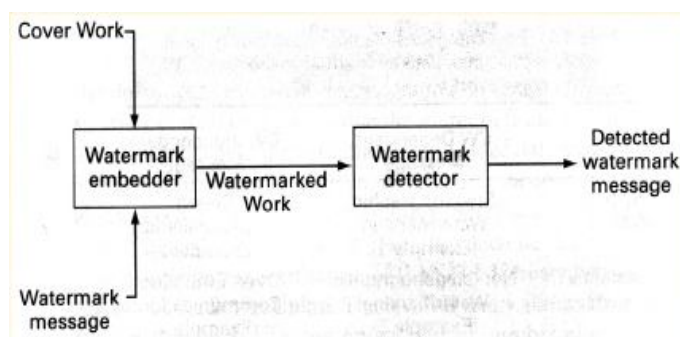 Cover Work
Watermark
embedder
Watermarked
Work
Watermark
detector
Detected
watermark
message
Watermark
message